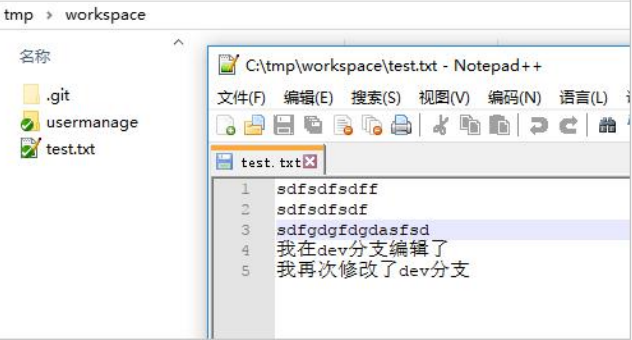 tmp › workspace
名称
.git
usermanage
test.txt
C:\tmp\workspace\test.txt - Notepad++
文件(F) 编辑(E) 搜索(S) 视图(V) 编码(N) 语言(L)
test.txt
1 sdfsdfsdff
2 sdfsdfsdf
3 sdfgdgfdgdasfsd
4 我在dev分支编辑了
5 我再次修改了dev分支